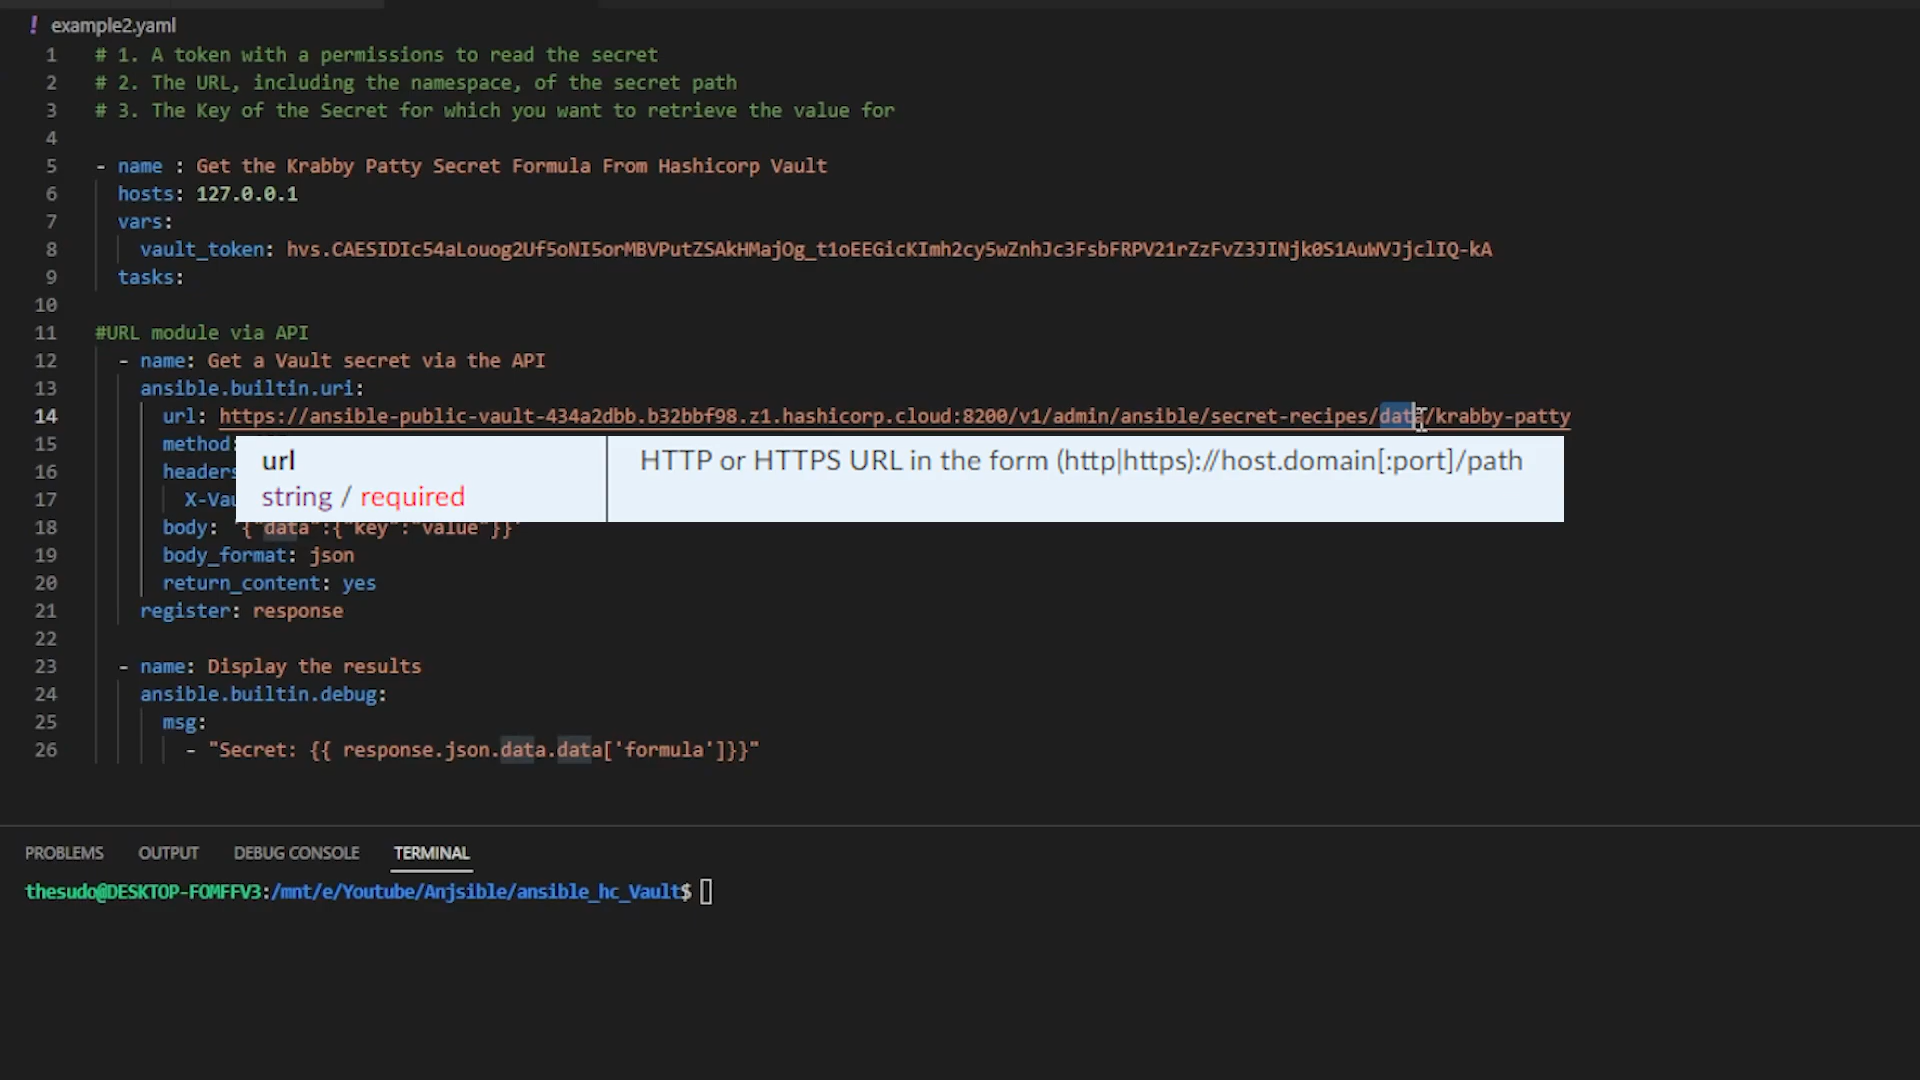 ! example2.yaml
1 # 1. A token with a permissions to read the secret
2 # 2. The URL, including the namespace, of the secret path
3 # 3. The Key of the Secret for which you want to retrieve the value for
4
5 - name : Get the Krabby Patty Secret Formula From Hashicorp Vault
6 hosts: 127.0.0.1
7 vars:
8 vault_token: hvs.CAESIDIc54aLouog2Uf5oNI5orMBVPutZSAkHMajOg_t1oEEGicKImh2cy5wZnhJc3FsbFRPV21rZzFvZ3JINjk0S1AuWVJjclIQ-kA
9 tasks:
10
11 #URL module via API
12 - name: Get a Vault secret via the API
13 ansible.builtin.uri:
14 url: https://ansible-public-vault-434a2dbb.b32bbf98.z1.hashicorp.cloud:8200/v1/admin/ansible/secret-recipes/data/krabby-patty
15 method:
url HTTP or HTTPS URL in the form (http|https)://host.domain[:port]/path
16 headers
string / required
17 X-Vau
18 body: '{"data":{"key":"value"}}'
19 body_format: json
20 return_content: yes
21 register: response
22
23 - name: Display the results
24 ansible.builtin.debug:
25 msg:
26 - "Secret: {{ response.json.data.data['formula']}}"
PROBLEMS OUTPUT DEBUG CONSOLE TERMINAL
thesudo@DESKTOP-FOMFFV3:/mnt/e/Youtube/Anjsible/ansible_hc_Vault$